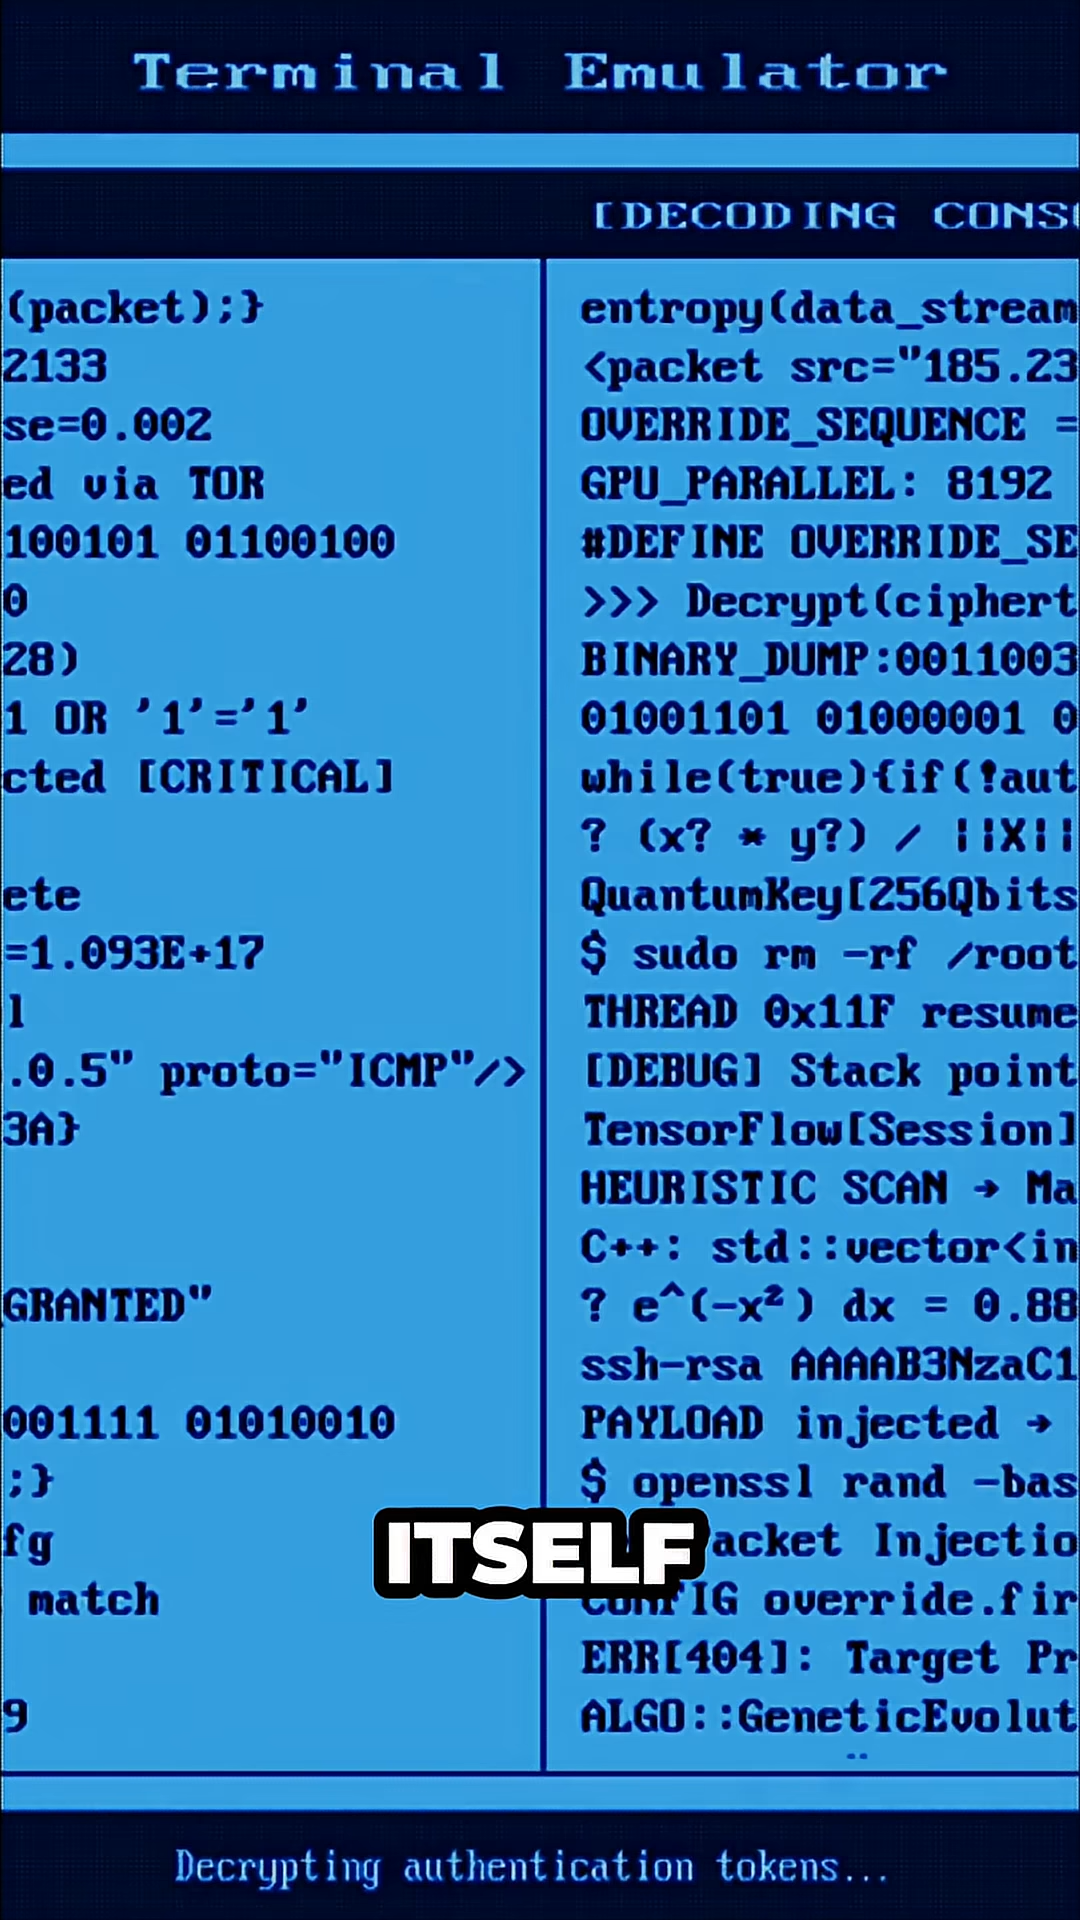 Terminal Emulator
[DECODING CONS
(packet);}
2133
se=0.002
ed via TOR
100101 01100100
0
28)
1 OR '1'='1'
cted [CRITICAL]
ete
=1.093E+17
l
.0.5" proto="ICMP"/>
3A}
GRANTED"
001111 01010010
;}
fg
match
9
entropy(data_stream
<packet src="185.23
OVERRIDE_SEQUENCE =
GPU_PARALLEL: 8192
#DEFINE OVERRIDE_SE
>>> Decrypt(ciphert
BINARY_DUMP:0011003
01001101 01000001 0
while(true){if(!aut
? (x? * y?) / ||X||
QuantumKey[256Qbits
$ sudo rm -rf /root
THREAD 0x11F resume
[DEBUG] Stack point
TensorFlow[Session]
HEURISTIC SCAN → Ma
C++: std::vector<in
? e^(-x²) dx = 0.88
ssh-rsa AAAAB3NzaC1
PAYLOAD injected →
$ openssl rand -bas
acket Injectio
CONFIG override.fir
ERR[404]: Target Pr
ALGO::GeneticEvolut
ITSELF
Decrypting authentication tokens...